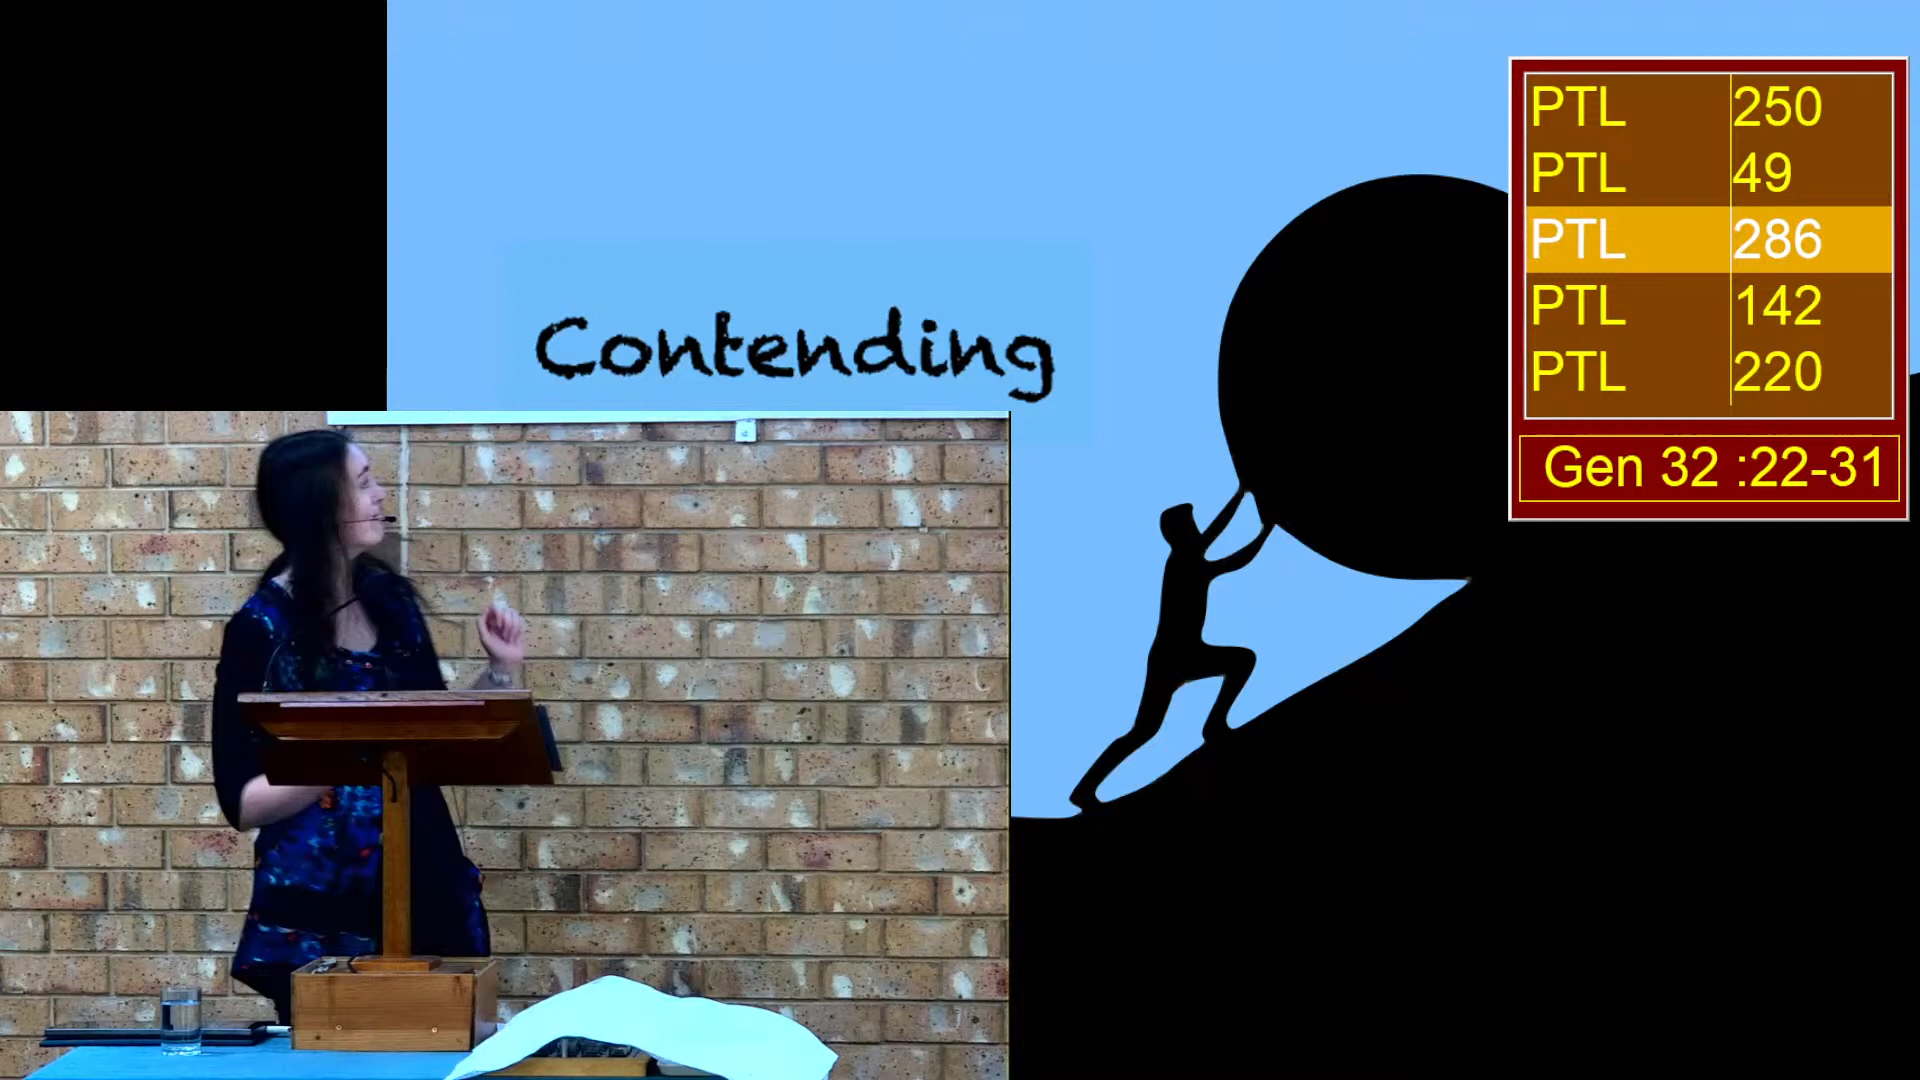 Contending
PTL 250
PTL 49
PTL 286
PTL 142
PTL 220
Gen 32 :22-31